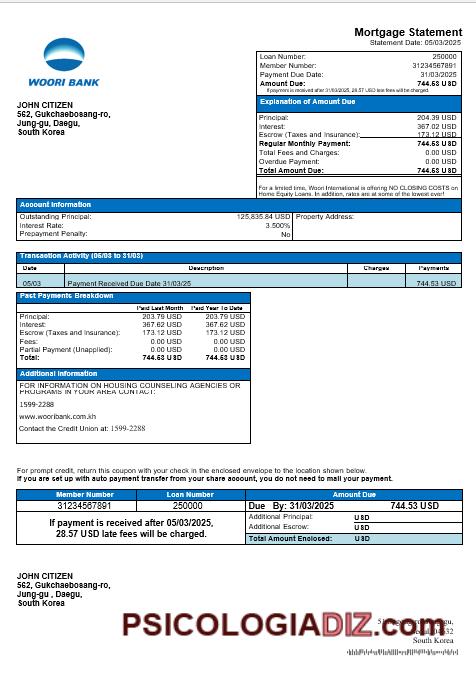 Mortgage Statement
Statement Date: 05/03/2025
WOORI BANK
Loan Number: 250000
Member Number: 31234567891
Payment Due Date: 31/03/2025
Amount Due: 744.53 USD
If payment is received after 31/03/2025, 28.57 USD late fees will be charged.
JOHN CITIZEN
562, Gukchaebosang-ro,
Jung-gu, Daegu,
South Korea
Explanation of Amount Due
Principal: 204.39 USD
Interest: 367.02 USD
Escrow (Taxes and Insurance): 173.12 USD
Regular Monthly Payment: 744.53 USD
Total Fees and Charges: 0.00 USD
Overdue Payment: 0.00 USD
Total Amount Due: 744.53 USD
For a limited time, Woori International is offering NO CLOSING COSTS on
Home Equity Loans. In addition, rates are at some of the lowest ever!
Account Information
Outstanding Principal: 125,835.84 USD Property Address:
Interest Rate: 3.500%
Prepayment Penalty: No
Transaction Activity (05/03 to 31/03)
Date Description Charges Payments
05/03 Payment Received Due Date 31/03/25 744.53 USD
Past Payments Breakdown
Paid Last Month Paid Year To Date
Principal: 203.79 USD 203.79 USD
Interest: 367.62 USD 367.62 USD
Escrow (Taxes and Insurance): 173.12 USD 173.12 USD
Fees: 0.00 USD 0.00 USD
Partial Payment (Unapplied): 0.00 USD 0.00 USD
Total: 744.53 USD 744.53 USD
Additional Information
FOR INFORMATION ON HOUSING COUNSELING AGENCIES OR
PROGRAMS IN YOUR AREA CONTACT:
1599-2288
www.wooribank.com.kh
Contact the Credit Union at: 1599-2288
For prompt credit, return this coupon with your check in the enclosed envelope to the location shown below.
If you are set up with auto payment transfer from your share account, you do not need to mail your payment.
Member Number Loan Number Amount Due
31234567891 250000 Due By: 31/03/2025 744.53 USD
If payment is received after 05/03/2025,
28.57 USD late fees will be charged.
Additional Principal: USD
Additional Escrow: USD
Total Amount Enclosed: USD
JOHN CITIZEN
562, Gukchaebosang-ro,
Jung-gu , Daegu,
South Korea
PSICOLOGIADIZ.com
South Korea